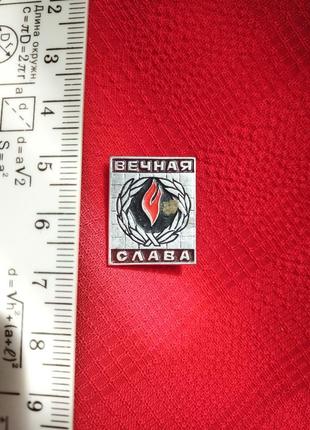 Длина окружн
C = πD = 2πr
D
a
d
d = a√2
S = a²
a
d = √h² + (a+ℓ)²
2
3
4
5
6
7
8
9
ВЕЧНАЯ
СЛАВА